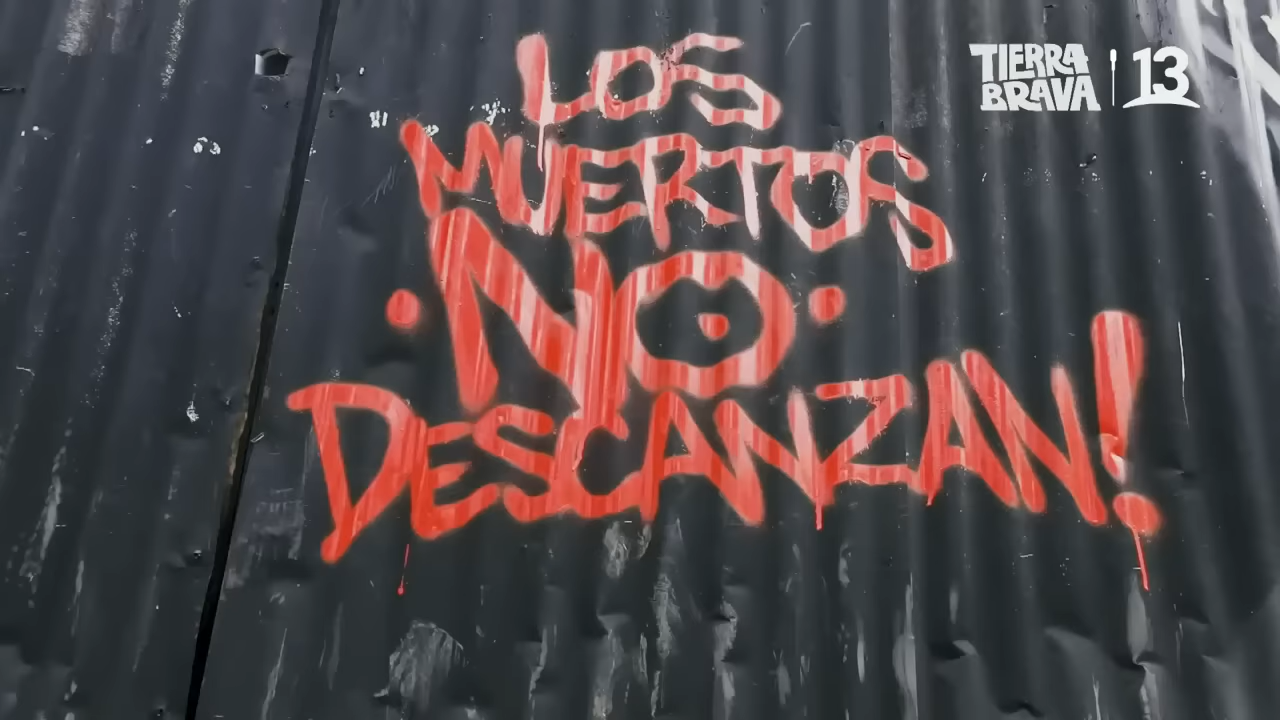 TIERRA BRAVA | 13
LOS
MUERTOS
·NO·
DESCANZAN!